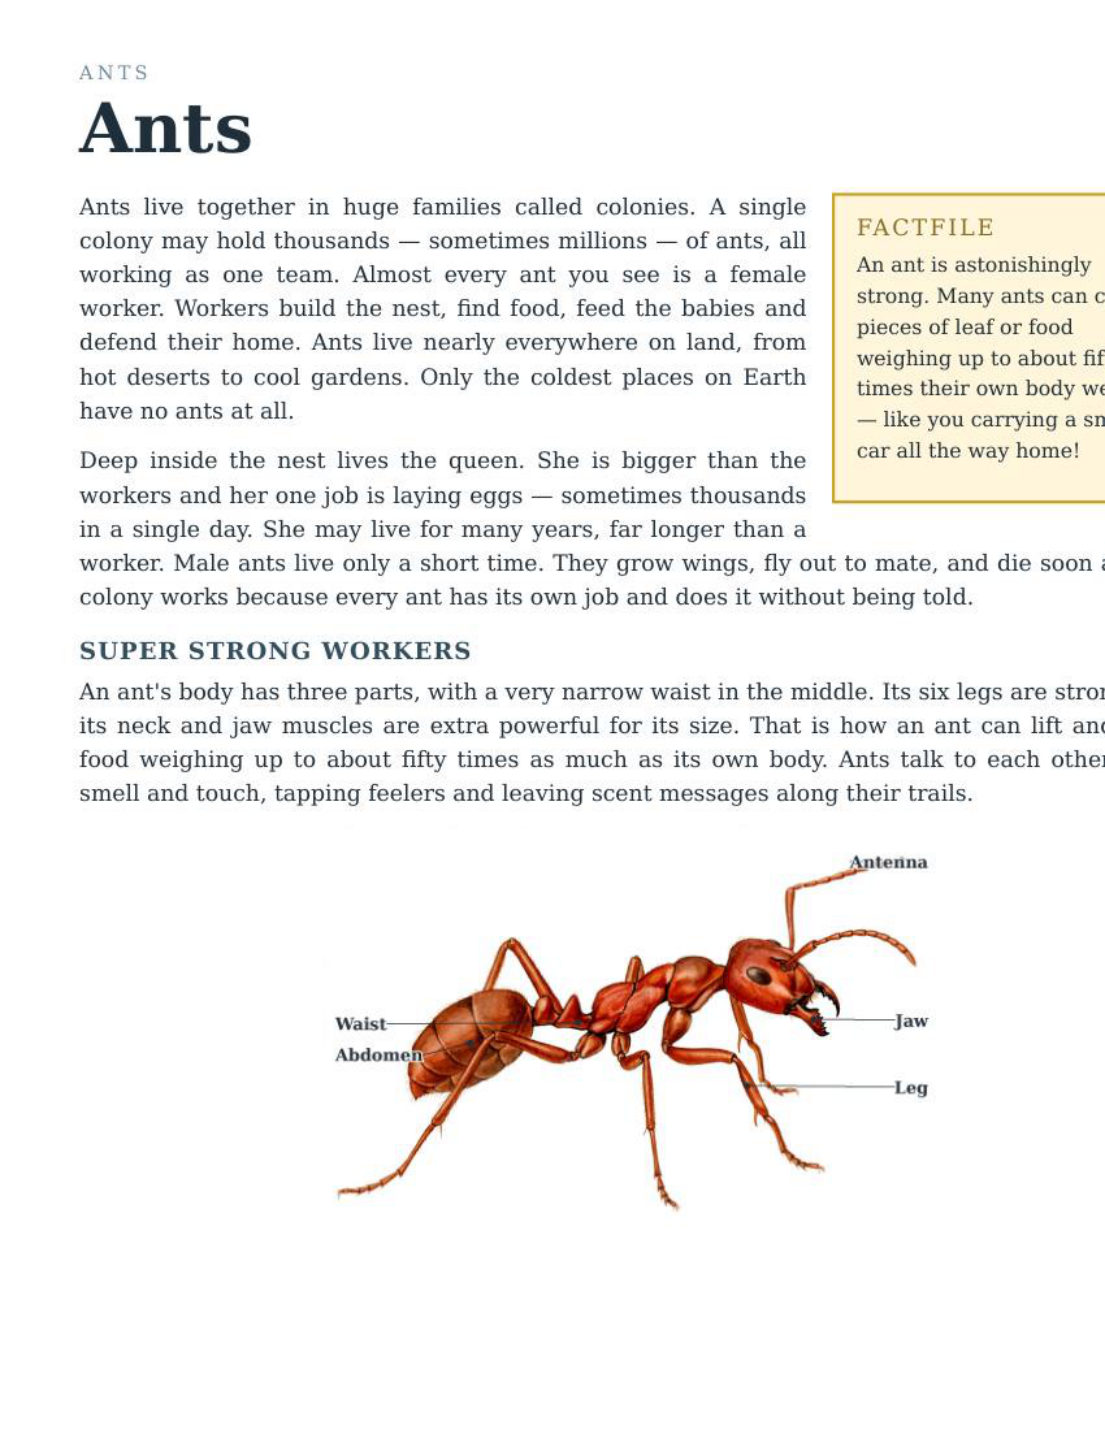 ANTS
Ants
Ants live together in huge families called colonies. A single
colony may hold thousands — sometimes millions — of ants, all
working as one team. Almost every ant you see is a female
worker. Workers build the nest, find food, feed the babies and
defend their home. Ants live nearly everywhere on land, from
hot deserts to cool gardens. Only the coldest places on Earth
have no ants at all.
FACTFILE
An ant is astonishingly
strong. Many ants can
pieces of leaf or food
weighing up to about
times their own body
— like you carrying a
car all the way home!
Deep inside the nest lives the queen. She is bigger than the
workers and her one job is laying eggs — sometimes thousands
in a single day. She may live for many years, far longer than a
worker. Male ants live only a short time. They grow wings, fly out to mate, and die soon
colony works because every ant has its own job and does it without being told.
SUPER STRONG WORKERS
An ant's body has three parts, with a very narrow waist in the middle. Its six legs are
its neck and jaw muscles are extra powerful for its size. That is how an ant can lift
food weighing up to about fifty times as much as its own body. Ants talk to each
smell and touch, tapping feelers and leaving scent messages along their trails.
Antenna
Waist
Jaw
Abdomen
Leg